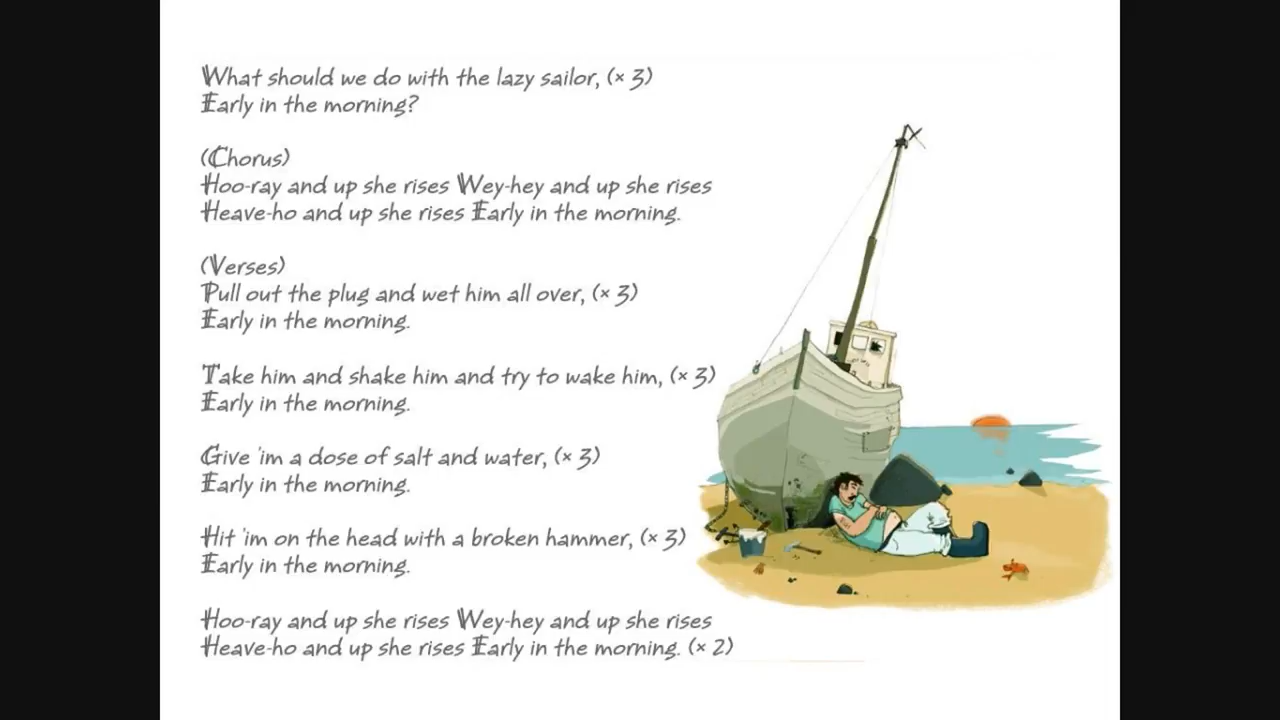 What should we do with the lazy sailor, (× 3)
Early in the morning?
(Chorus)
Hoo-ray and up she rises Wey-hey and up she rises
Heave-ho and up she rises Early in the morning.
(Verses)
Pull out the plug and wet him all over, (× 3)
Early in the morning.
Take him and shake him and try to wake him, (× 3)
Early in the morning.
Give 'im a dose of salt and water, (× 3)
Early in the morning.
Hit 'im on the head with a broken hammer, (× 3)
Early in the morning.
Hoo-ray and up she rises Wey-hey and up she rises
Heave-ho and up she rises Early in the morning. (× 2)